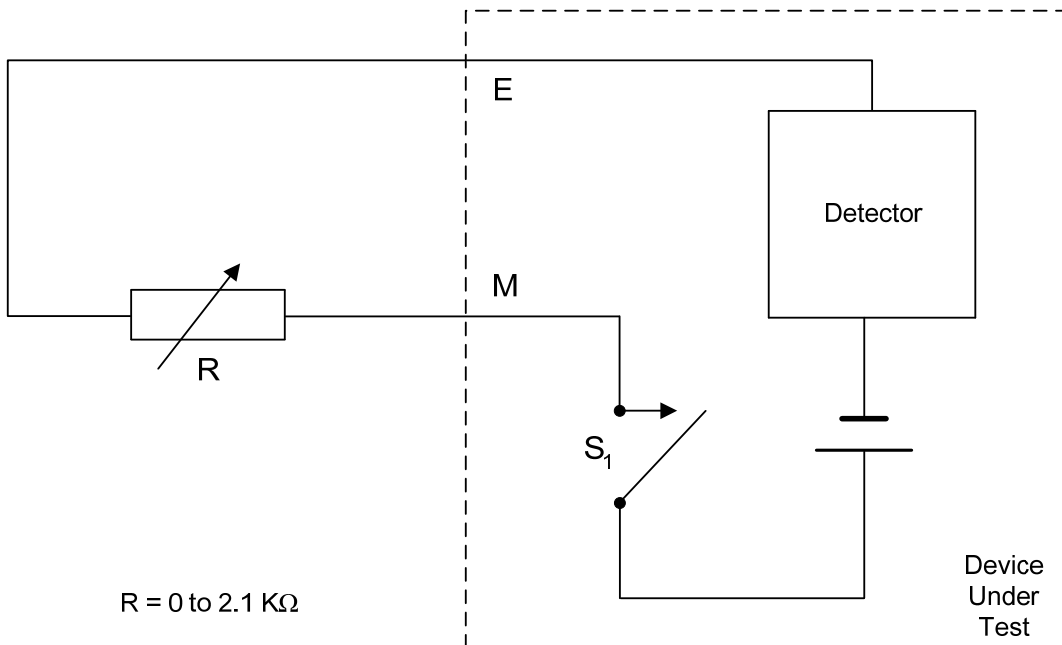 E
Detector
M
R
S₁
R = 0 to 2.1 KΩ
Device
Under
Test